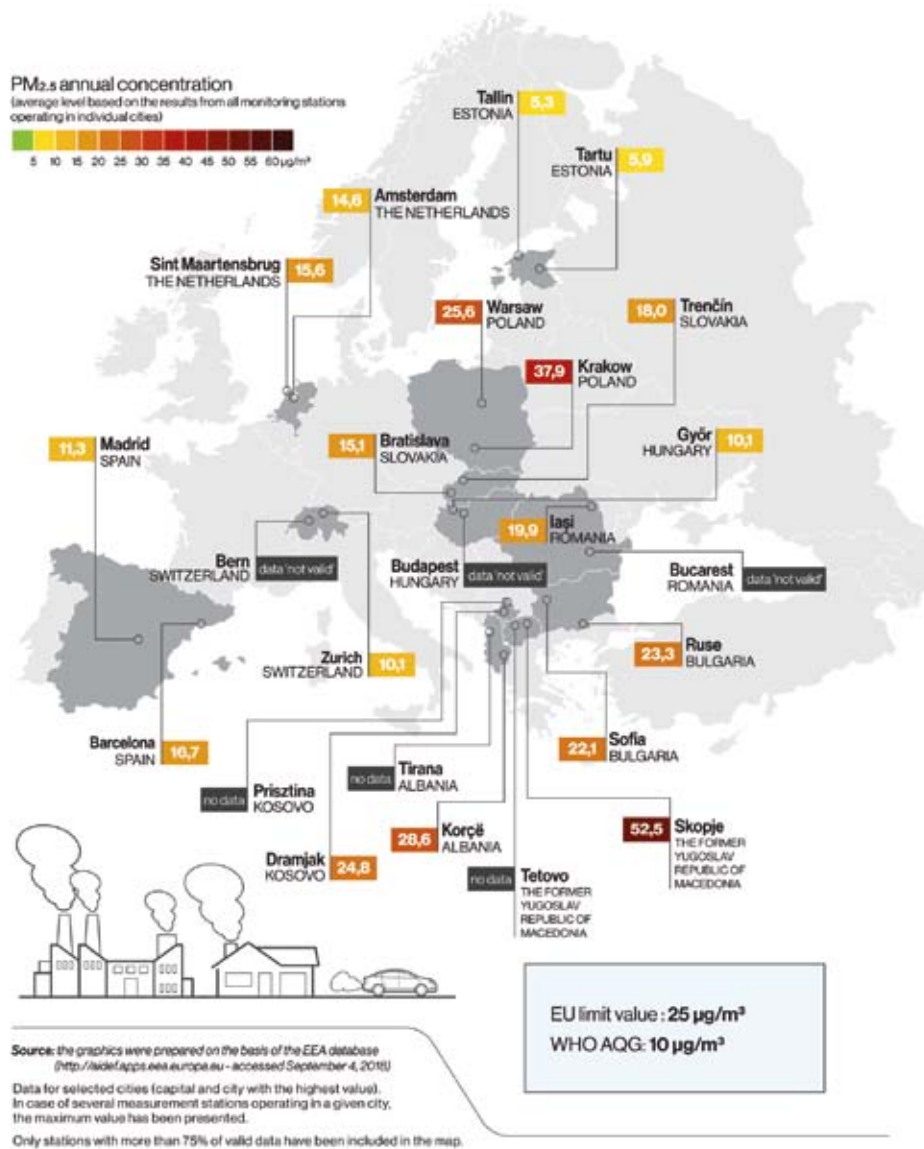 PM2.5 annual concentration
(average level based on the results from all monitoring stations
operating in individual cities)
5 10 15 20 25 30 35 40 45 50 55 60 µg/m³
Tallin
ESTONIA
5,3
Tartu
ESTONIA
5,9
14,6
Amsterdam
THE NETHERLANDS
Sint Maartensbrug
THE NETHERLANDS
15,6
25,6
Warsaw
POLAND
18,0
Trenčín
SLOVAKIA
37,9
Krakow
POLAND
11,3
Madrid
SPAIN
15,1
Bratislava
SLOVAKIA
Győr
HUNGARY
10,1
19,9
Iaşi
ROMANIA
Bern
SWITZERLAND
data 'not valid'
Budapest
HUNGARY
data 'not valid'
Bucarest
ROMANIA
data 'not valid'
Zurich
SWITZERLAND
10,1
Ruse
BULGARIA
23,3
Barcelona
SPAIN
16,7
22,1
Sofia
BULGARIA
no data
Prisztina
KOSOVO
no data
Tirana
ALBANIA
Dramjak
KOSOVO
24,8
28,6
Korçë
ALBANIA
no data
Tetovo
THE FORMER
YUGOSLAV
REPUBLIC OF
MACEDONIA
52,5
Skopje
THE FORMER
YUGOSLAV
REPUBLIC OF
MACEDONIA
EU limit value : 25 µg/m³
WHO AQG: 10 µg/m³
Source: the graphics were prepared on the basis of the EEA database
- accessed September 4, 2018)
Data for selected cities (capital and city with the highest value).
In case of several measurement stations operating in a given city,
the maximum value has been presented.
Only stations with more than 75% of valid data have been included in the map.